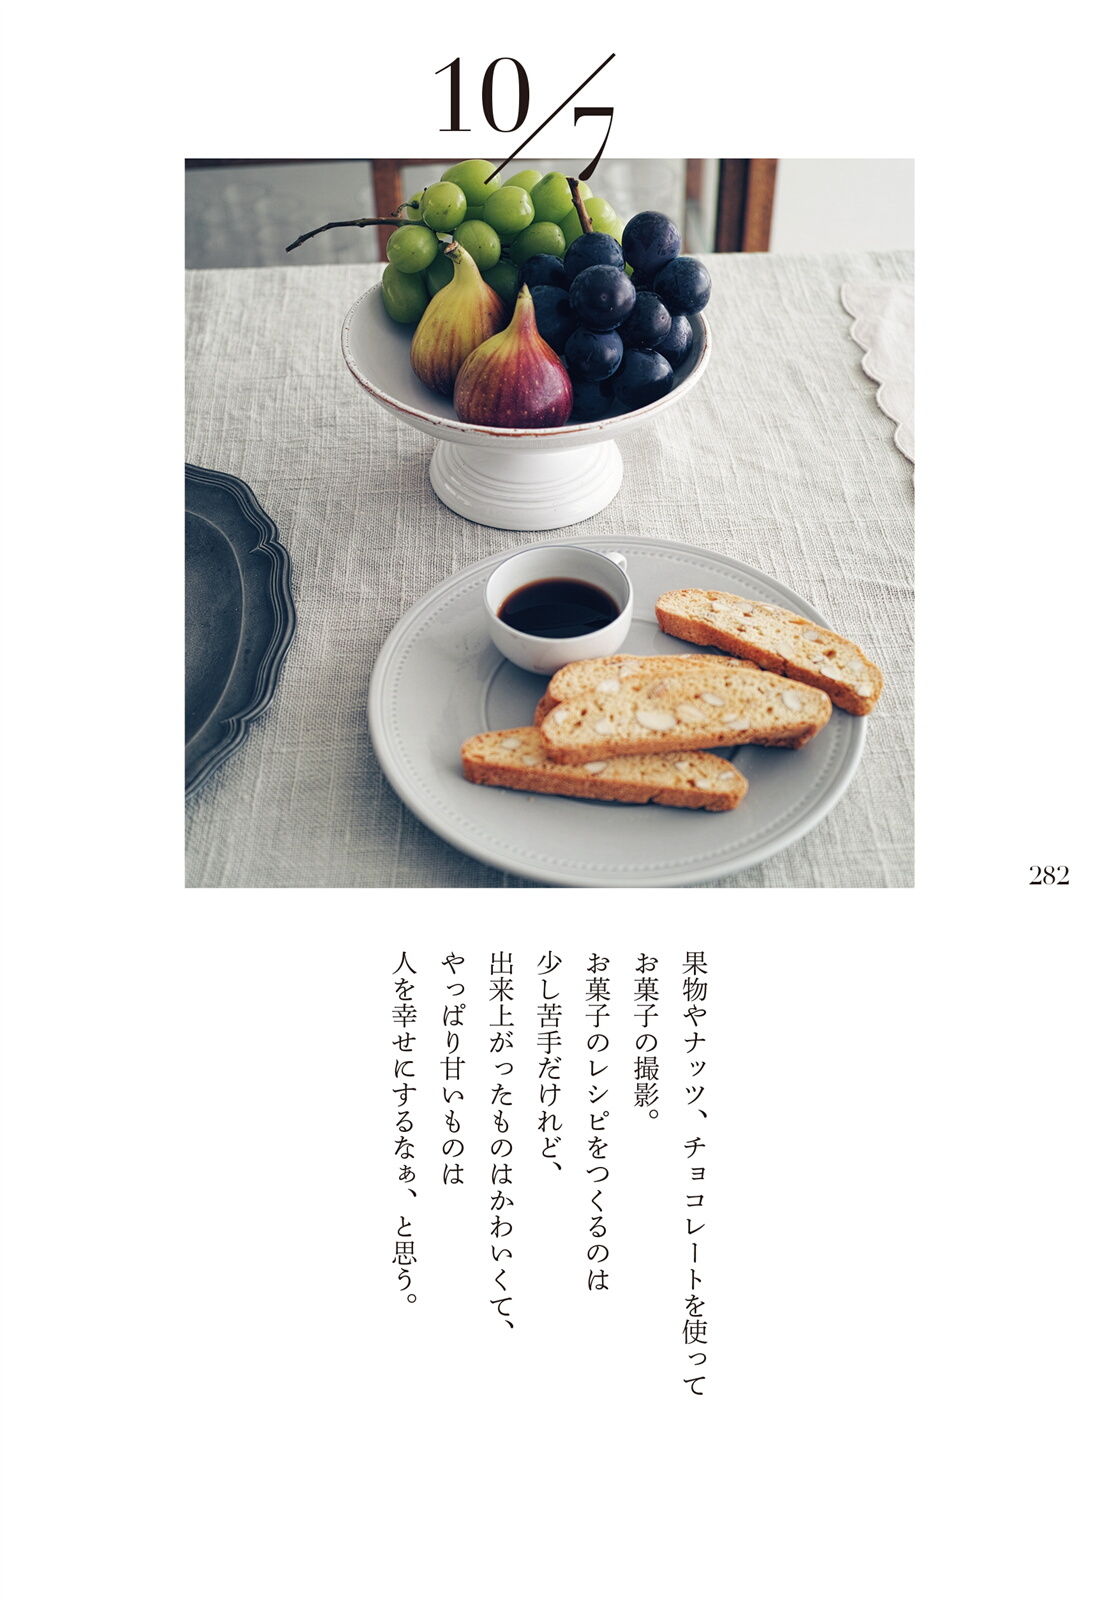 10/7
282
果物やナッツ、チョコレートを使って
お菓子の撮影。
お菓子のレシピをつくるのは
少し苦手だけれど、
出来上がったものはかわいくて、
やっぱり甘いものは
人を幸せにするなぁ、と思う。